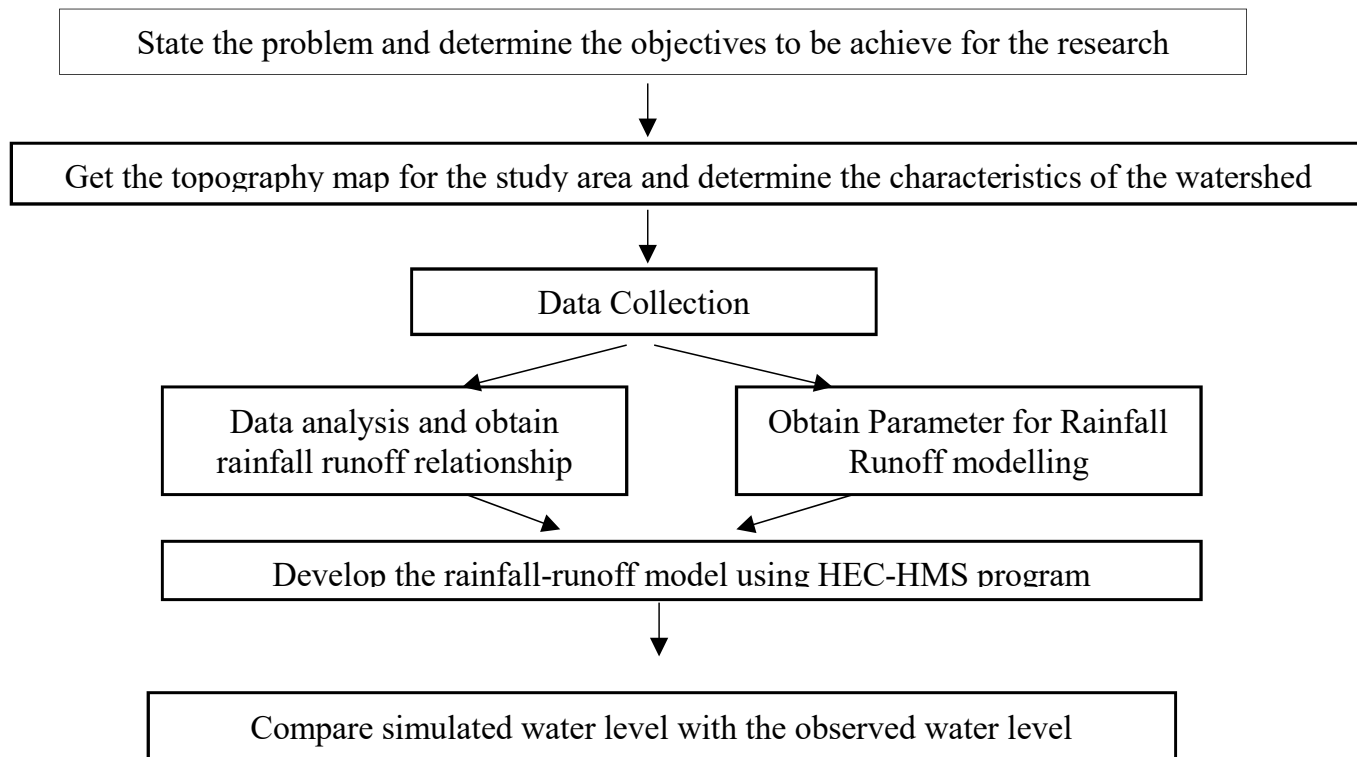 State the problem and determine the objectives to be achieve for the research
Get the topography map for the study area and determine the characteristics of the watershed
Data Collection
Data analysis and obtain
rainfall runoff relationship
Obtain Parameter for Rainfall
Runoff modelling
Develop the rainfall-runoff model using HEC-HMS program
Compare simulated water level with the observed water level